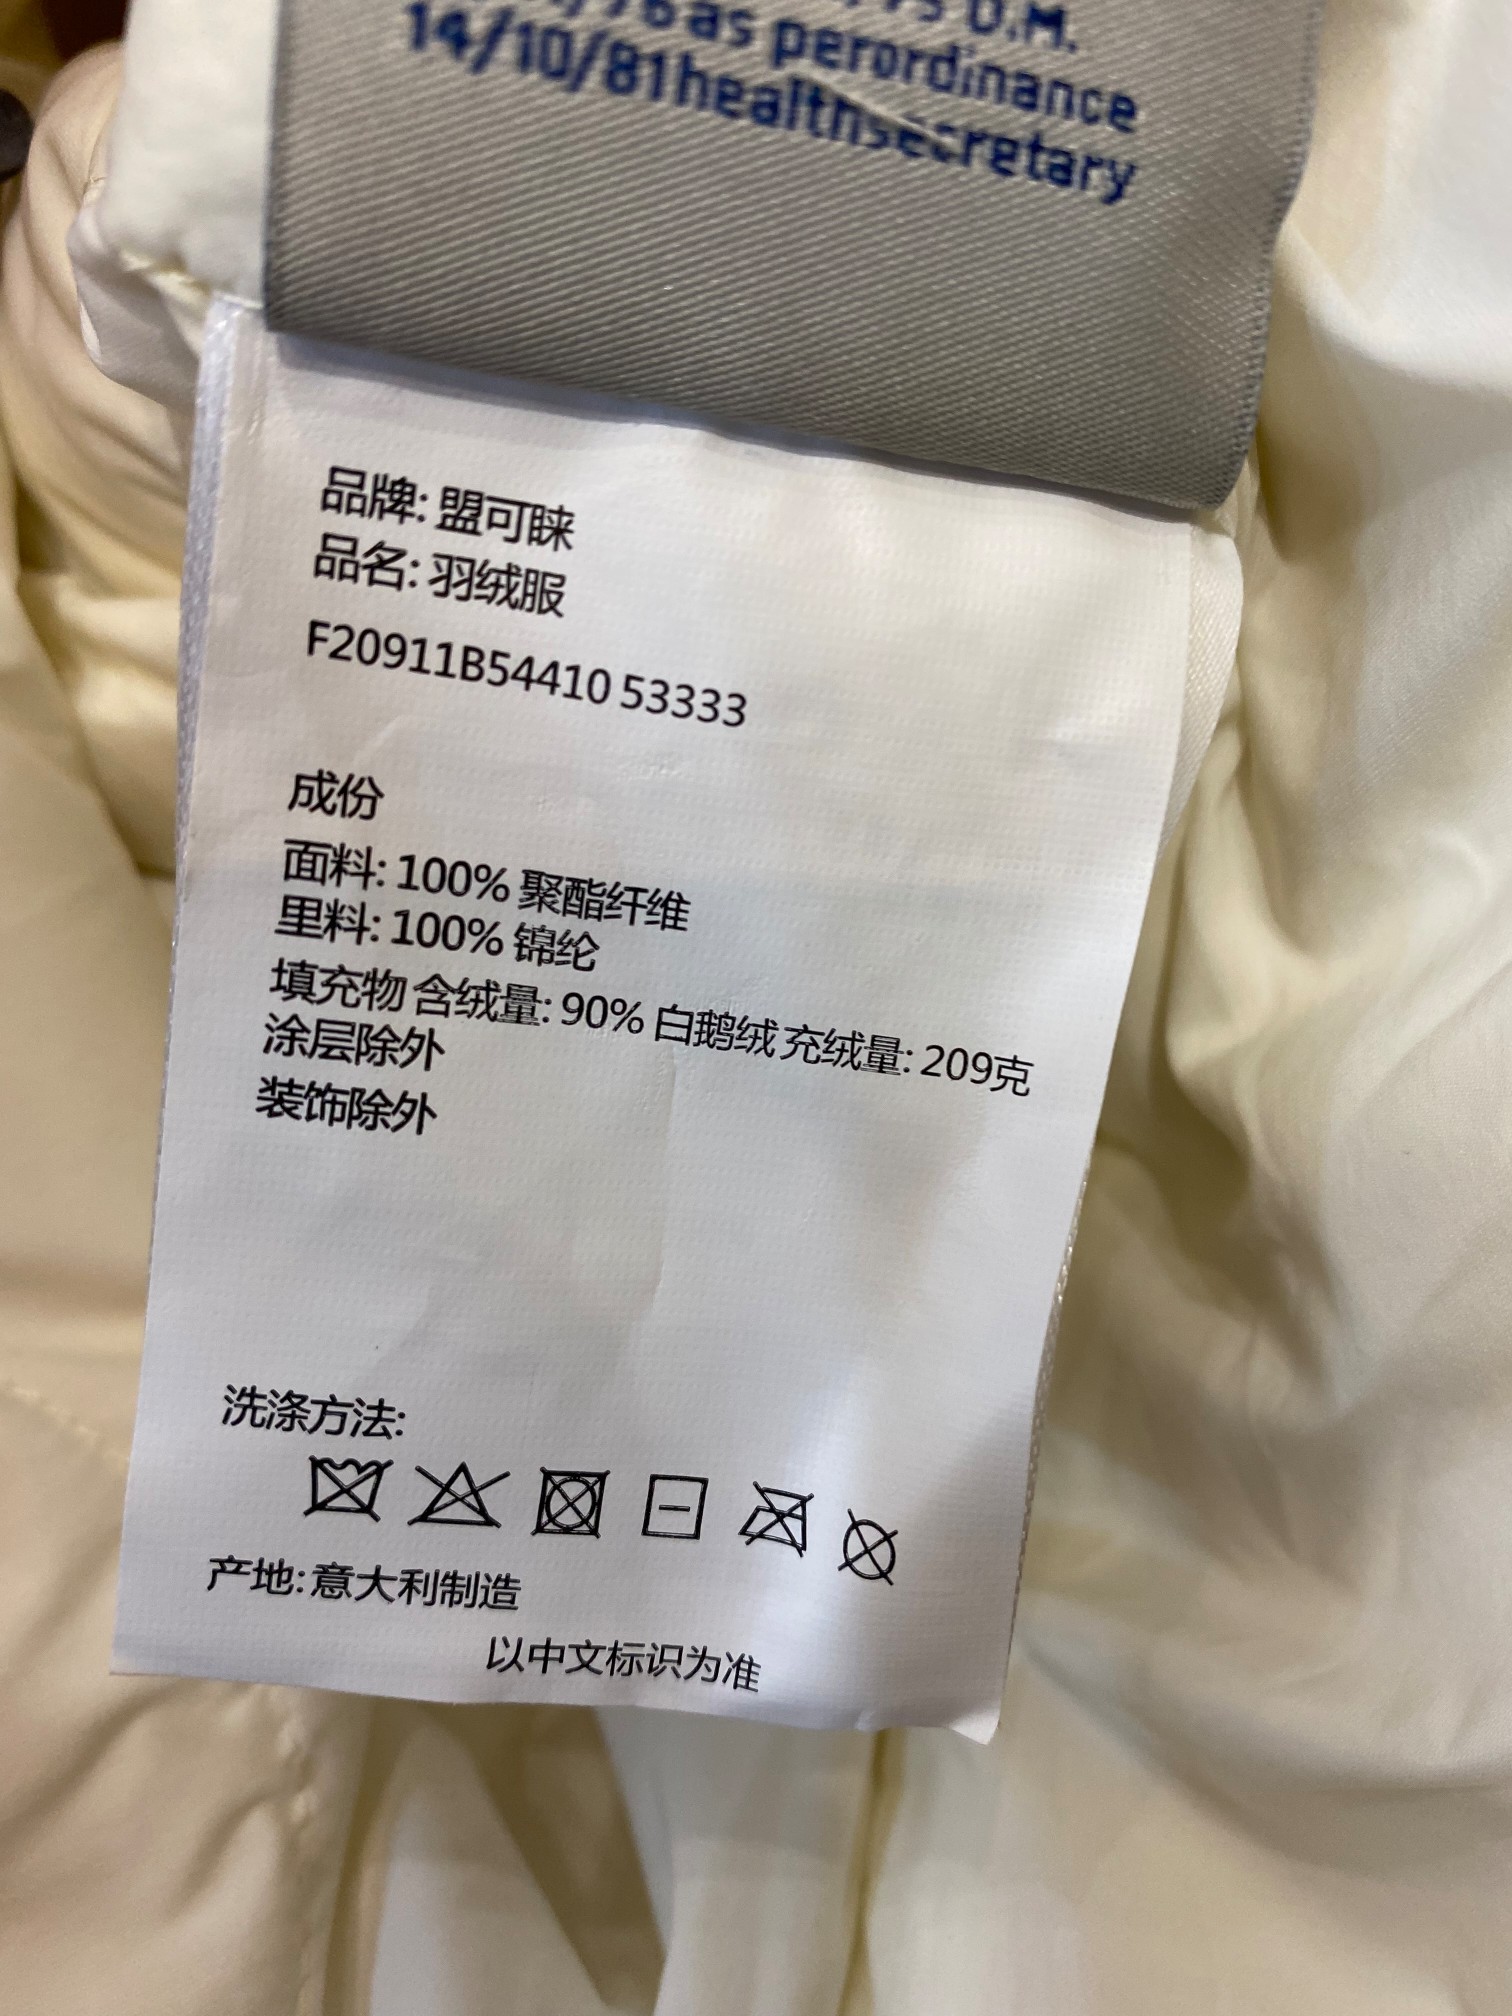 75 D.M.
76 as perordinance
14/10/81healthsecretary
品牌: 盟可睐
品名: 羽绒服
F20911B54410 53333
成份
面料: 100% 聚酯纤维
里料: 100% 锦纶
填充物 含绒量: 90% 白鹅绒 充绒量: 209克
涂层除外
装饰除外
洗涤方法:
产地: 意大利制造
以中文标识为准